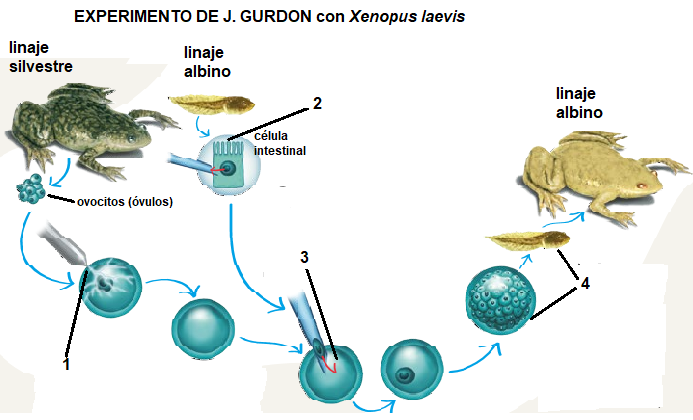 EXPERIMENTO DE J. GURDON con Xenopus laevis
linaje
silvestre
linaje
albino
2
célula
intestinal
linaje
albino
ovocitos (óvulos)
3
4
1